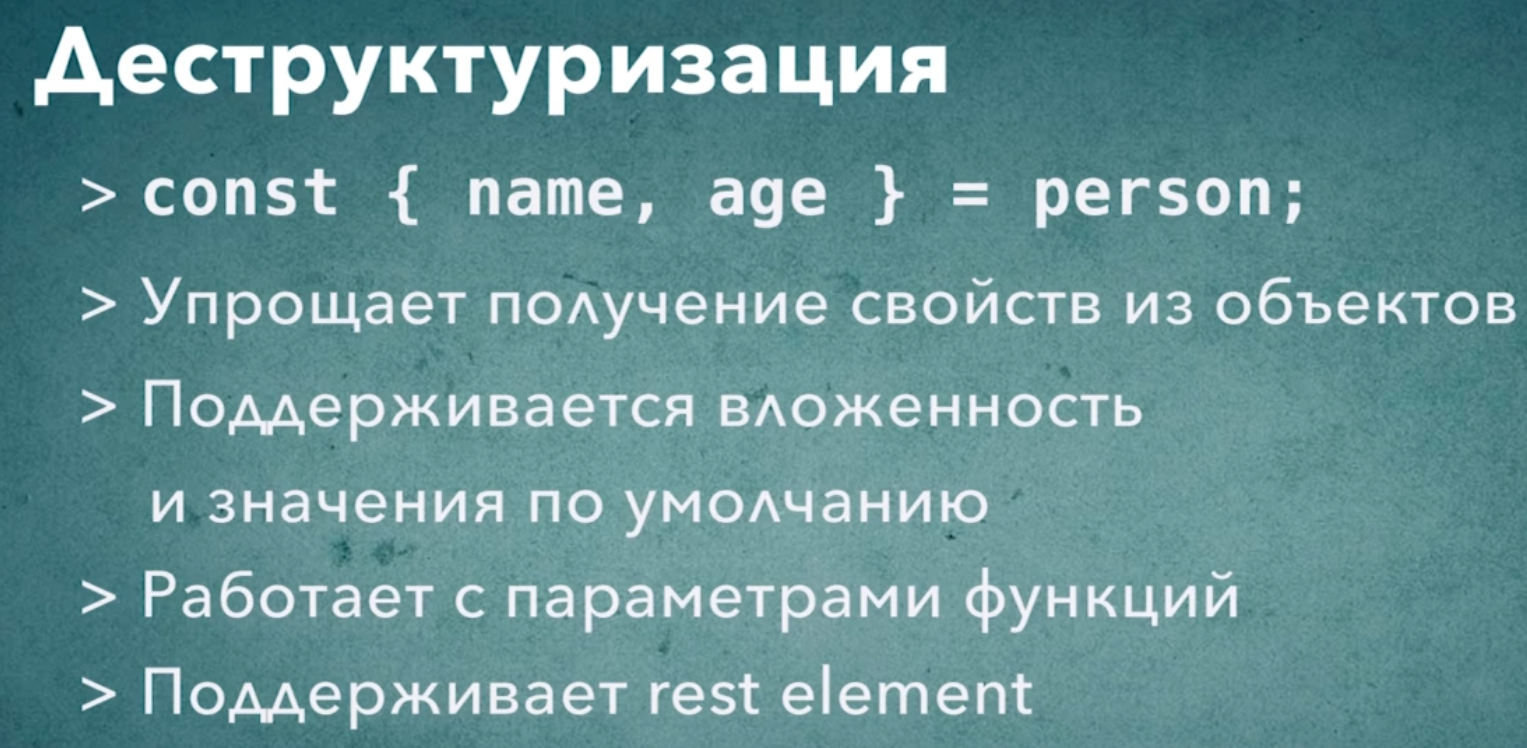 Деструктуризация
> const { name, age } = person;
> Упрощает получение свойств из объектов
> Поддерживается вложенность
и значения по умолчанию
> Работает с параметрами функций
> Поддерживает rest element